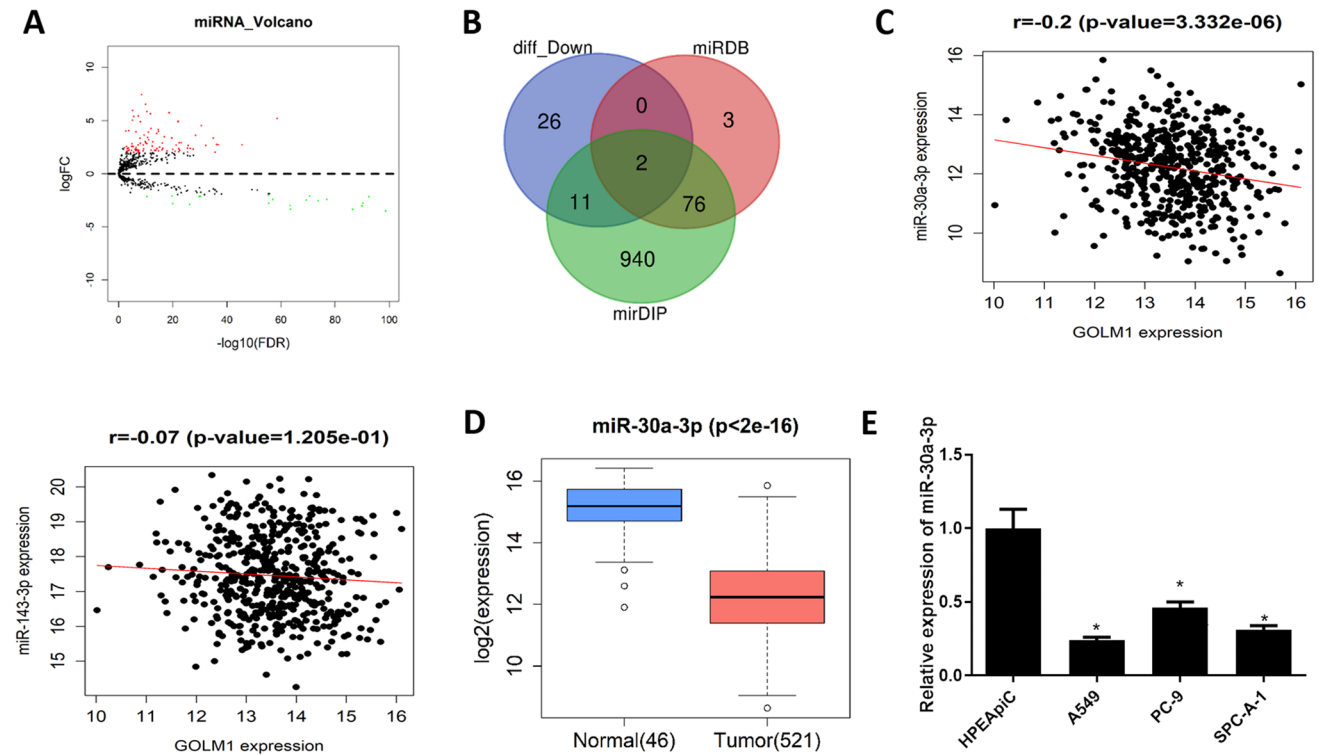 A
miRNA_Volcano
logFC
10
5
0
-5
-10
0 20 40 60 80 100
-log10(FDR)
B
diff_Down
miRDB
26
0
3
2
11
76
940
mirDIP
C
r=-0.2 (p-value=3.332e-06)
miR-30a-3p expression
16
14
12
10
10 11 12 13 14 15 16
GOLM1 expression
r=-0.07 (p-value=1.205e-01)
miR-143-3p expression
20
19
18
17
16
15
10 11 12 13 14 15 16
GOLM1 expression
D
miR-30a-3p (p<2e-16)
log2(expression)
16
14
12
10
Normal(46) Tumor(521)
E
Relative expression of miR-30a-3p
1.5
1.0
0.5
0.0
* * *
HPEApiC A549 PC-9 SPC-A-1